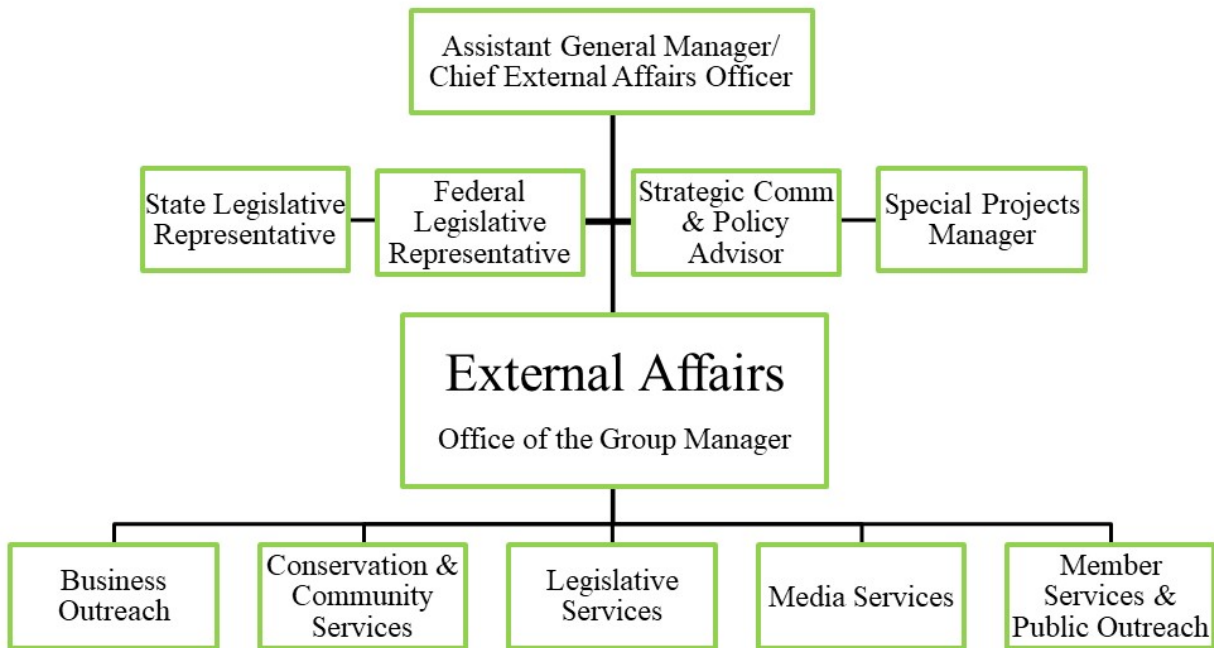 Assistant General Manager/
Chief External Affairs Officer
State Legislative
Representative
Federal
Legislative
Representative
Strategic Comm
& Policy
Advisor
Special Projects
Manager
External Affairs
Office of the Group Manager
Business
Outreach
Conservation &
Community
Services
Legislative
Services
Media Services
Member
Services &
Public Outreach